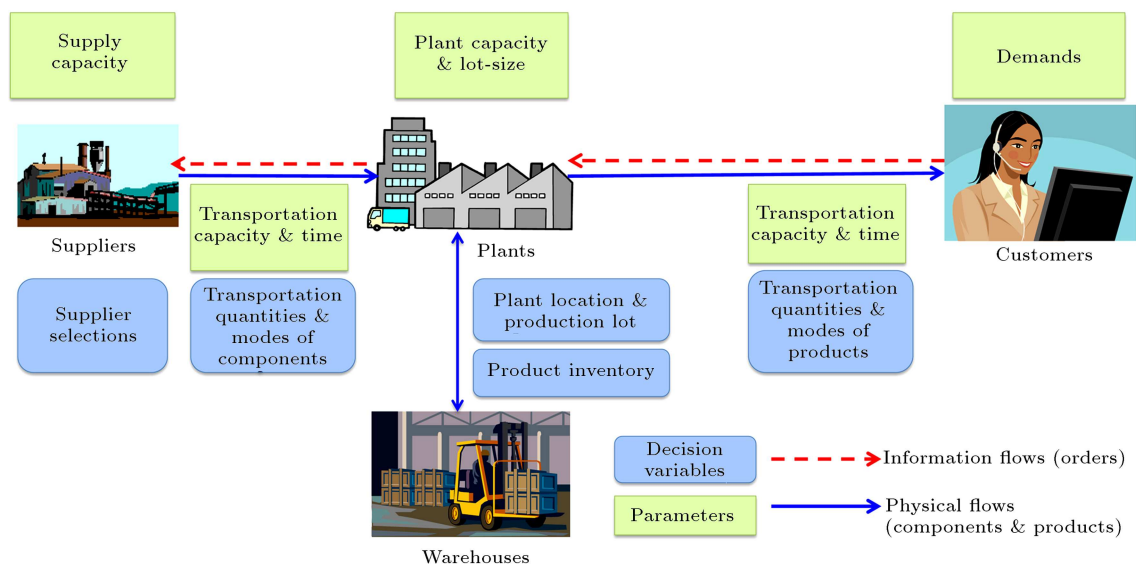 Supply
capacity
Plant capacity
& lot-size
Demands
Transportation
capacity & time
Transportation
capacity & time
Suppliers
Plants
Customers
Supplier
selections
Transportation
quantities &
modes of
components
Plant location &
production lot
Product inventory
Transportation
quantities &
modes of
products
Decision
variables
Information flows (orders)
Parameters
Physical flows
(components & products)
Warehouses